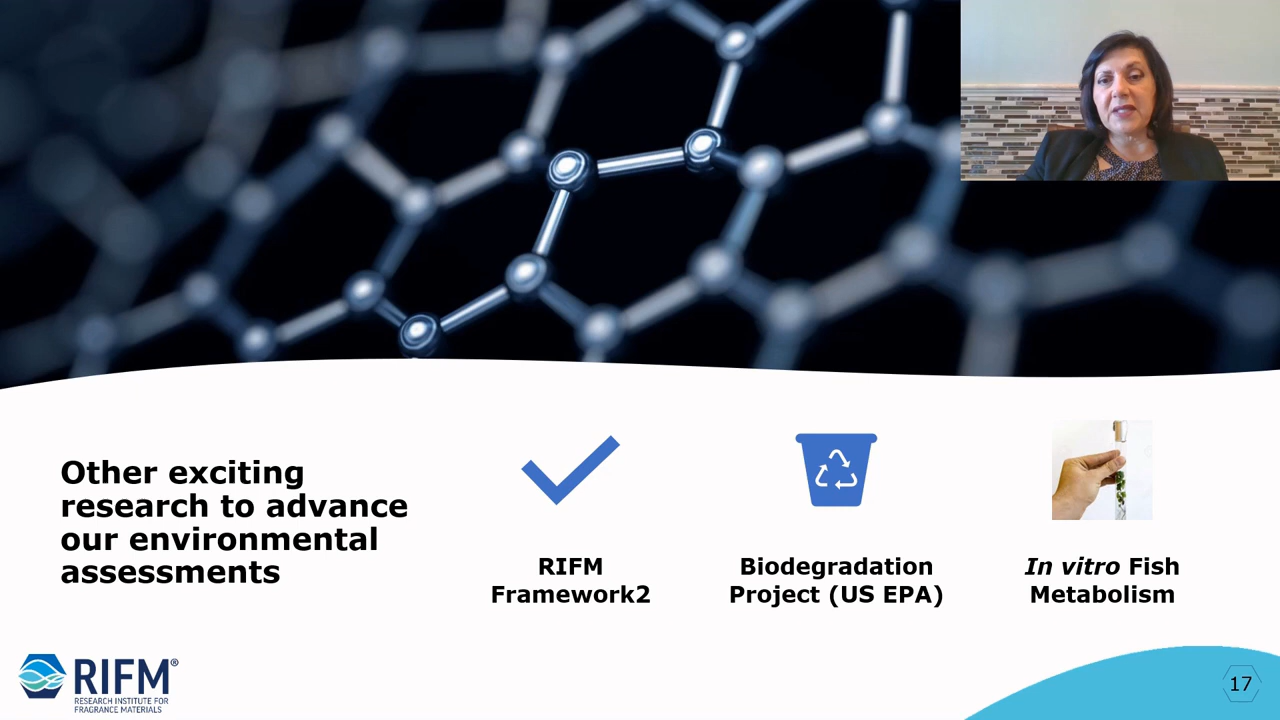 Other exciting
research to advance
our environmental
assessments
RIFM
Framework2
Biodegradation
Project (US EPA)
In vitro Fish
Metabolism
RIFM®
RESEARCH INSTITUTE FOR
FRAGRANCE MATERIALS
17